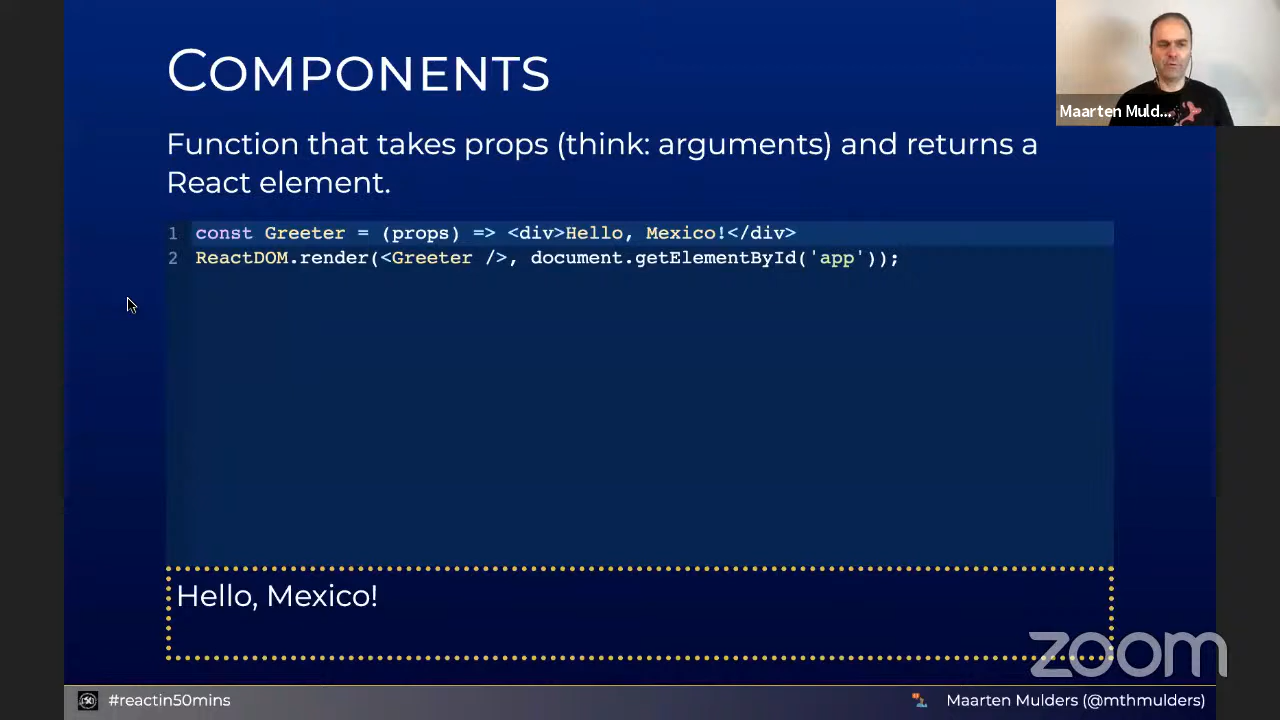 COMPONENTS
Maarten Muld...
Function that takes props (think: arguments) and returns a
React element.
1 const Greeter = (props) => <div>Hello, Mexico!</div>
2 ReactDOM.render(<Greeter />, document.getElementById('app'));
Hello, Mexico!
zoom
#reactin50mins
Maarten Mulders (@mthmulders)